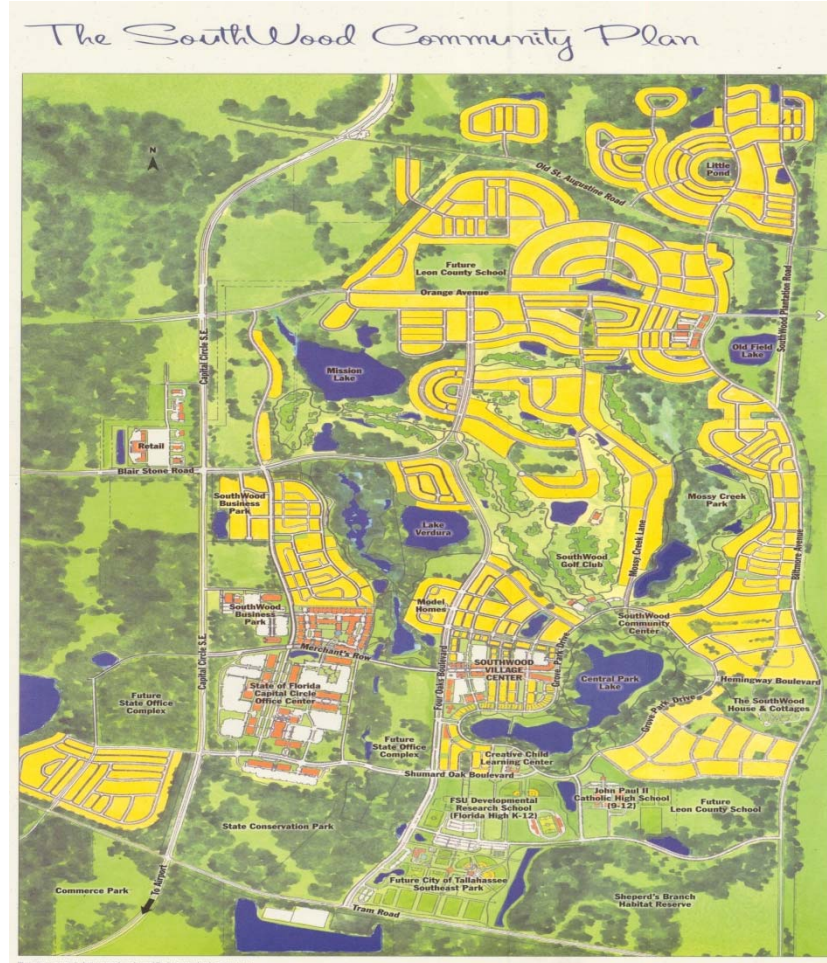 The SouthWood Community Plan
N
Old St. Augustine Road
Little
Pond
Future
Leon County School
Orange Avenue
SouthWood Plantation Road
Capital Circle S.E.
Mission
Lake
Old Field
Lake
Retail
Blair Stone Road
SouthWood
Business
Park
Lake
Verdura
Mossy Creek
Park
SouthWood
Golf Club
Mossy Creek Lane
Biltmore Avenue
Model
Homes
SouthWood
Business
Park
SouthWood
Community
Center
Merchant's Row
SOUTHWOOD
VILLAGE
CENTER
Grove Park Drive
Capital Circle S.E.
Four Oaks Boulevard
Central Park
Lake
Hemingway Boulevard
State of Florida
Capital Circle
Office Center
Future
State Office
Complex
Grove Park Drive
The SouthWood
House & Cottages
Future
State Office
Complex
Creative Child
Learning Center
Shumard Oak Boulevard
FSU Developmental
Research School
(Florida High K-12)
John Paul II
Catholic High School
(9-12)
Future
Leon County School
State Conservation Park
Commerce Park
To Airport
Future City of Tallahassee
Southeast Park
Sheperd's Branch
Habitat Reserve
Tram Road